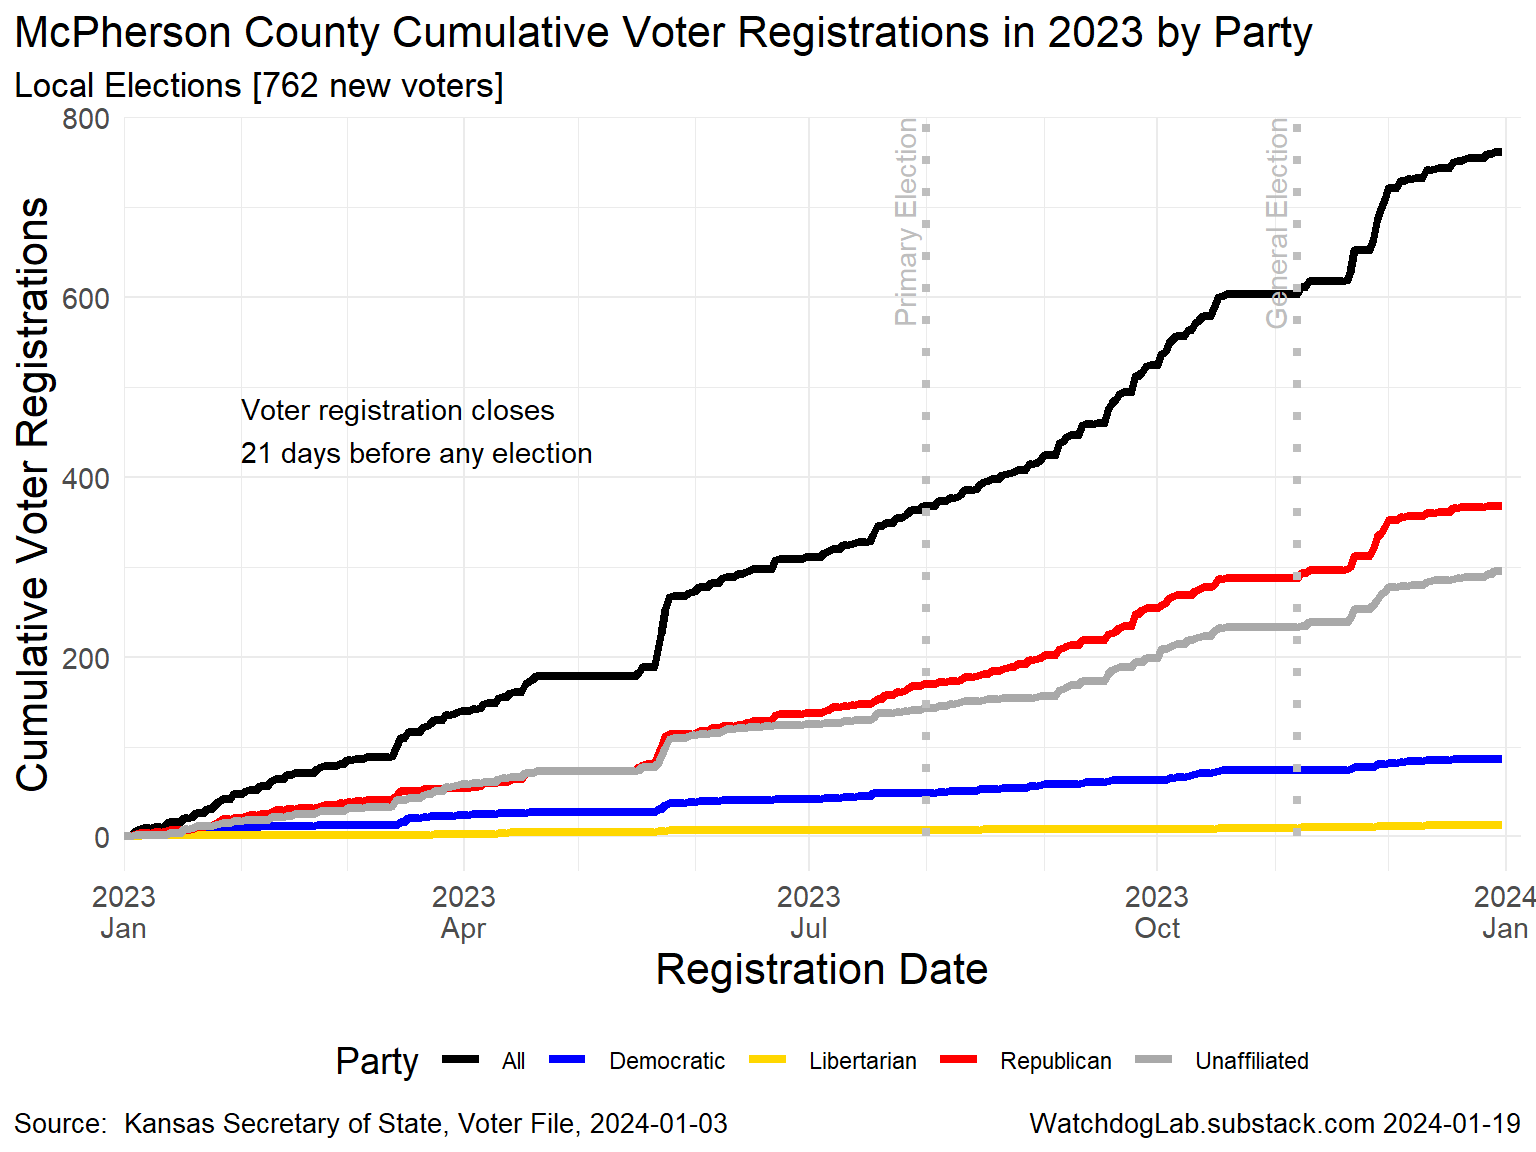 McPherson County Cumulative Voter Registrations in 2023 by Party
Local Elections [762 new voters]
Cumulative Voter Registrations
800
600
400
200
0
Primary Election
General Election
Voter registration closes
21 days before any election
2023 2023 2023 2023 2024
Jan Apr Jul Oct Jan
Registration Date
Party All Democratic Libertarian Republican Unaffiliated
Source:  Kansas Secretary of State, Voter File, 2024-01-03
WatchdogLab.substack.com 2024-01-19